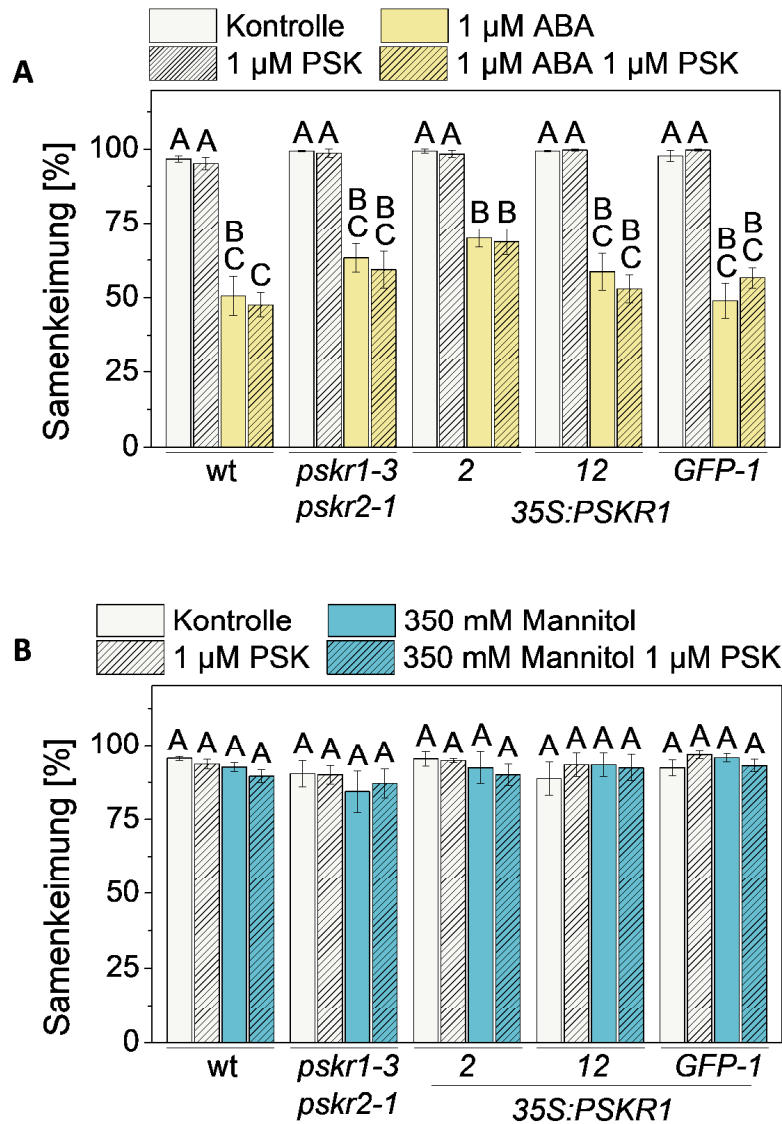 Kontrolle 1 µM ABA
1 µM PSK 1 µM ABA 1 µM PSK
A
Samenkeimung [%]
100
75
50
25
0
A A B C C
A A B C B C
A A B B
A A B C B C
A A B C B C
wt pskr1-3 2 12 GFP-1
pskr2-1 35S:PSKR1
Kontrolle 350 mM Mannitol
1 µM PSK 350 mM Mannitol 1 µM PSK
B
Samenkeimung [%]
100
75
50
25
0
A A A A
A A A A
A A A A
A A A A
A A A A
wt pskr1-3 2 12 GFP-1
pskr2-1 35S:PSKR1